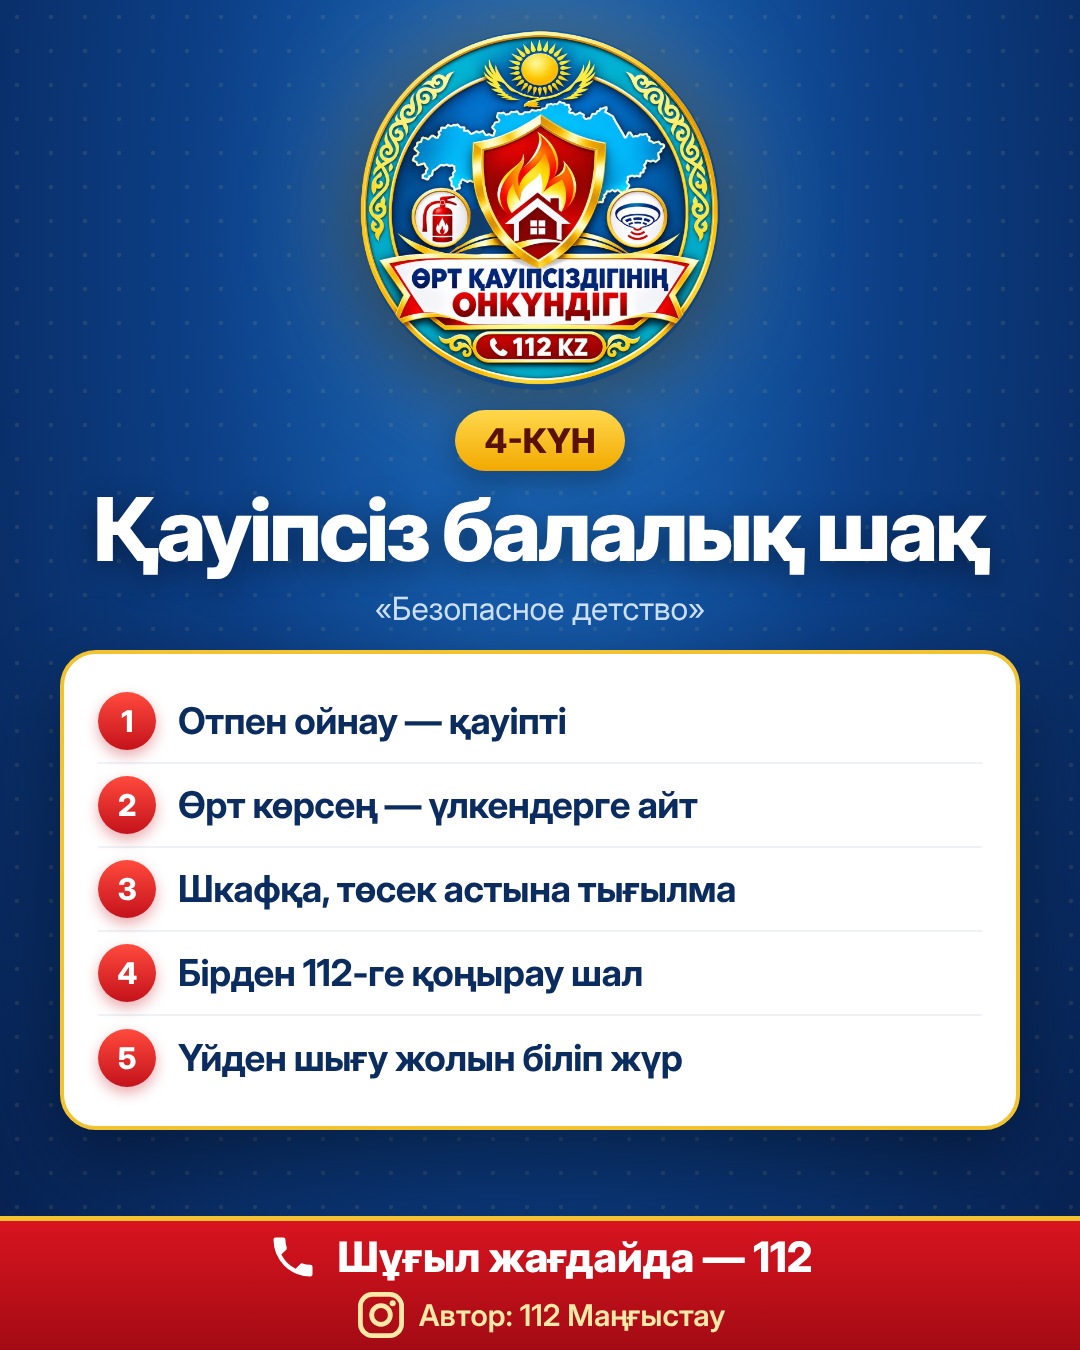 ӨРТ ҚАУІПСІЗДІГІНІҢ
ОНКҮНДІГІ
112 KZ
4-КҮН
Қауіпсіз балалық шақ
«Безопасное детство»
1 Отпен ойнау — қауіпті
2 Өрт көрсең — үлкендерге айт
3 Шкафқа, төсек астына тығылма
4 Бірден 112-ге қоңырау шал
5 Үйден шығу жолын біліп жүр
Шұғыл жағдайда — 112
Автор: 112 Маңғыстау